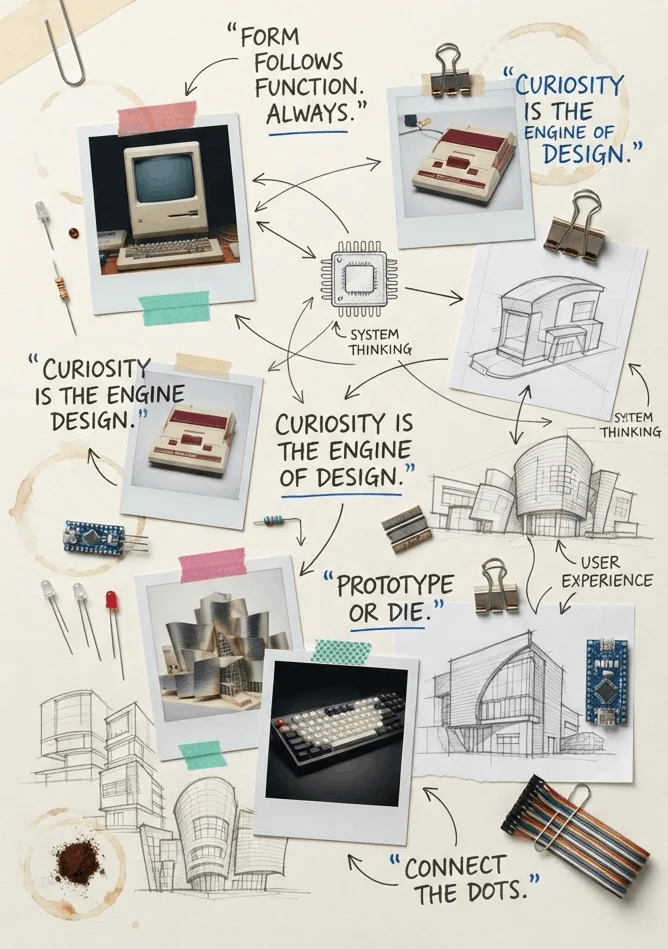 “FORM
FOLLOWS
FUNCTION.
ALWAYS.”
“CURIOSITY
IS THE
ENGINE OF
DESIGN.”
SYSTEM
THINKING
“CURIOSITY
IS THE ENGINE
DESIGN.”
CURIOSITY IS
THE ENGINE
OF DESIGN.”
THINKING
USER
EXPERIENCE
“PROTOTYPE
OR DIE.”
“CONNECT
THE DOTS.”